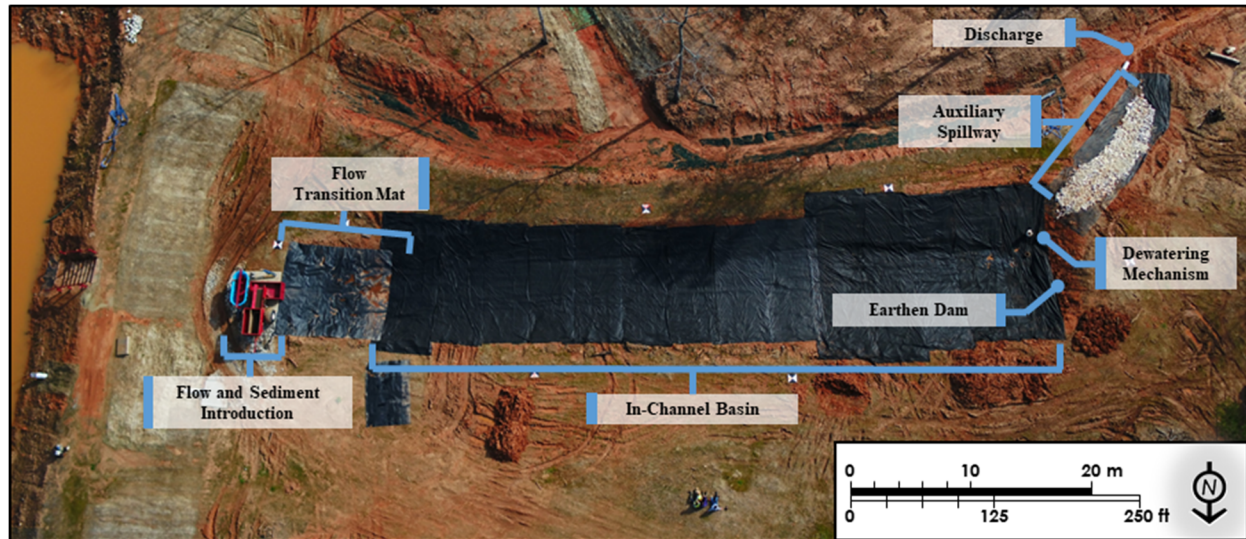 Discharge
Auxiliary
Spillway
Flow
Transition Mat
Dewatering
Mechanism
Earthen Dam
Flow and Sediment
Introduction
In-Channel Basin
0 10 20 m
0 125 250 ft
N